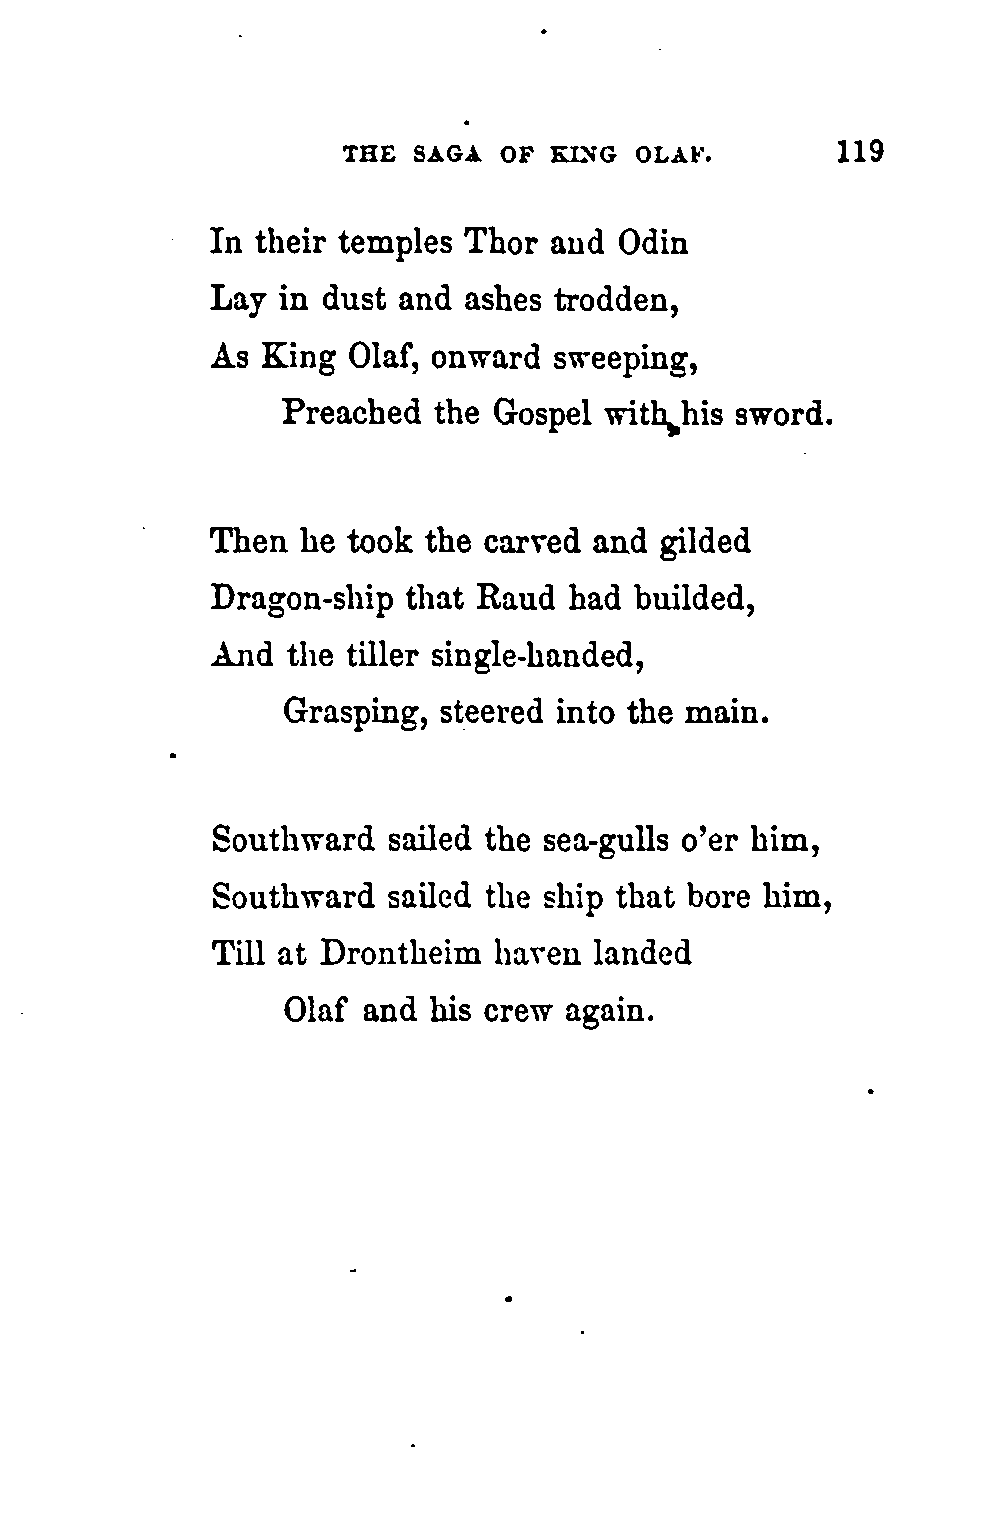 THE SAGA OF KING OLAF. 119
In their temples Thor and Odin
Lay in dust and ashes trodden,
As King Olaf, onward sweeping,
Preached the Gospel with his sword.
Then he took the carved and gilded
Dragon-ship that Raud had builded,
And the tiller single-handed,
Grasping, steered into the main.
Southward sailed the sea-gulls o'er him,
Southward sailed the ship that bore him,
Till at Drontheim haven landed
Olaf and his crew again.